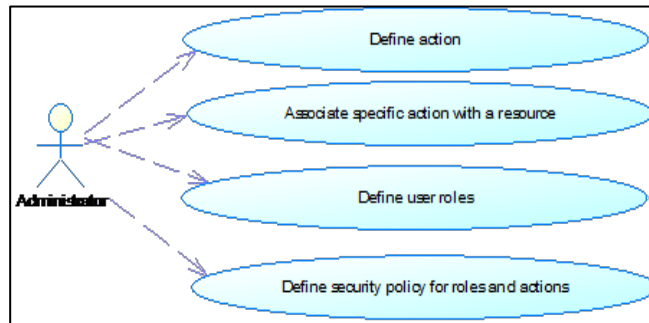 Define action
Associate specific action with a resource
Administrator
Define user roles
Define security policy for roles and actions